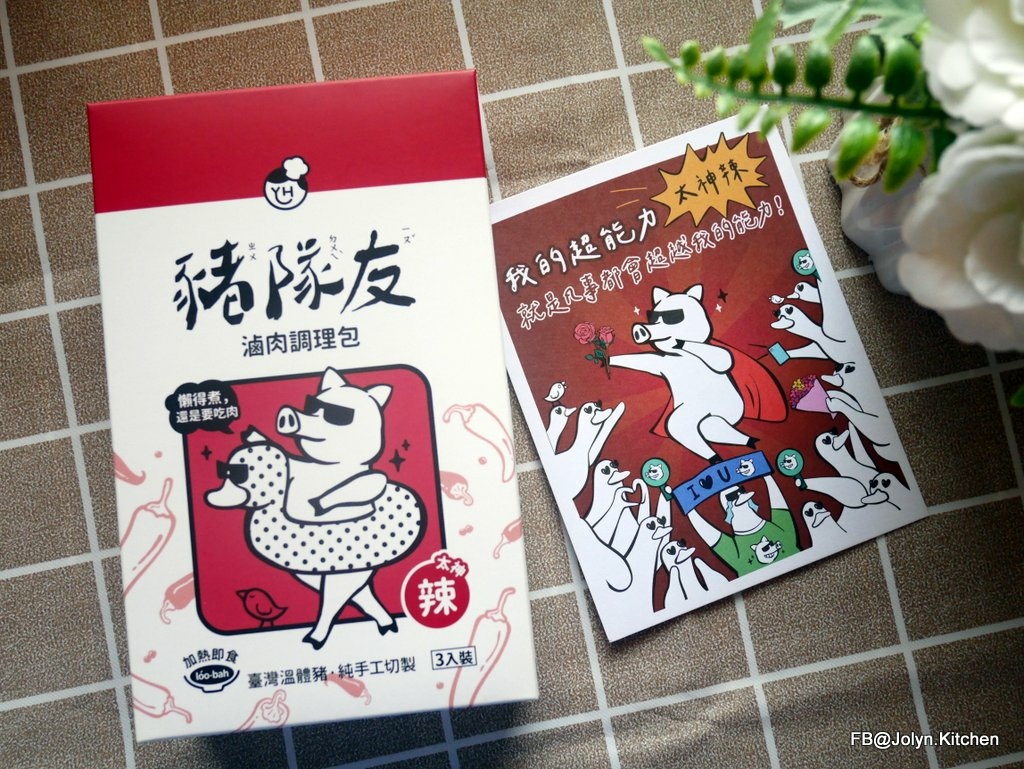 YH
豬隊友
ㄓㄨ ㄉㄨㄟˋ ㄧㄡˇ
滷肉調理包
懶得煮,
還是要吃肉
太神
辣
加熱即食
lóo-bah
臺灣溫體豬·純手工切製
3入裝
太神辣
我的超能力
就是凡事都會超越我的能力!
I♥U
FB@Jolyn.Kitchen